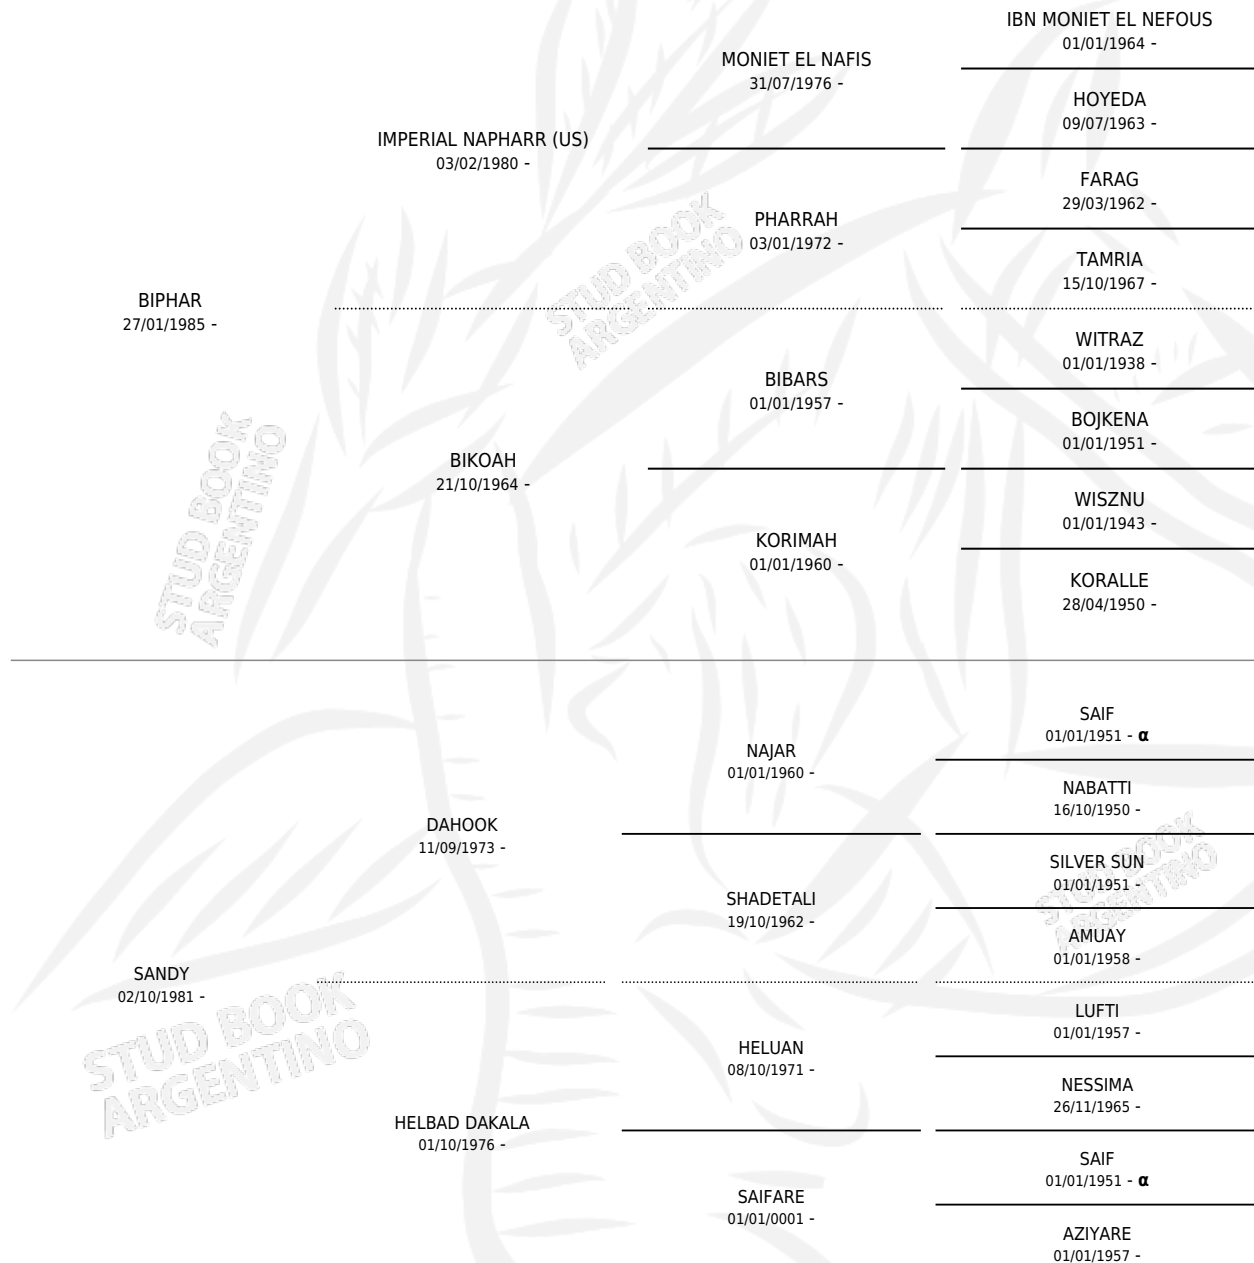 IBN MONIET EL NEFOUS
01/01/1964 -
MONIET EL NAFIS
31/07/1976 -
HOYEDA
09/07/1963 -
IMPERIAL NAPHARR (US)
03/02/1980 -
FARAG
29/03/1962 -
PHARRAH
03/01/1972 -
TAMRIA
15/10/1967 -
BIPHAR
27/01/1985 -
WITRAZ
01/01/1938 -
BIBARS
01/01/1957 -
BOJKENA
01/01/1951 -
BIKOAH
21/10/1964 -
WISZNU
01/01/1943 -
KORIMAH
01/01/1960 -
KORALLE
28/04/1950 -
SAIF
01/01/1951 - α
NAJAR
01/01/1960 -
NABATTI
16/10/1950 -
DAHOOK
11/09/1973 -
SILVER SUN
01/01/1951 -
SHADETALI
19/10/1962 -
AMUAY
01/01/1958 -
SANDY
02/10/1981 -
LUFTI
01/01/1957 -
HELUAN
08/10/1971 -
NESSIMA
26/11/1965 -
HELBAD DAKALA
01/10/1976 -
SAIF
01/01/1951 - α
SAIFARE
01/01/0001 -
AZIYARE
01/01/1957 -
STUD BOOK
ARGENTINO
STUD BOOK
ARGENTINO
STUD BOOK
ARGENTINO
STUD BOOK
ARGENTINO